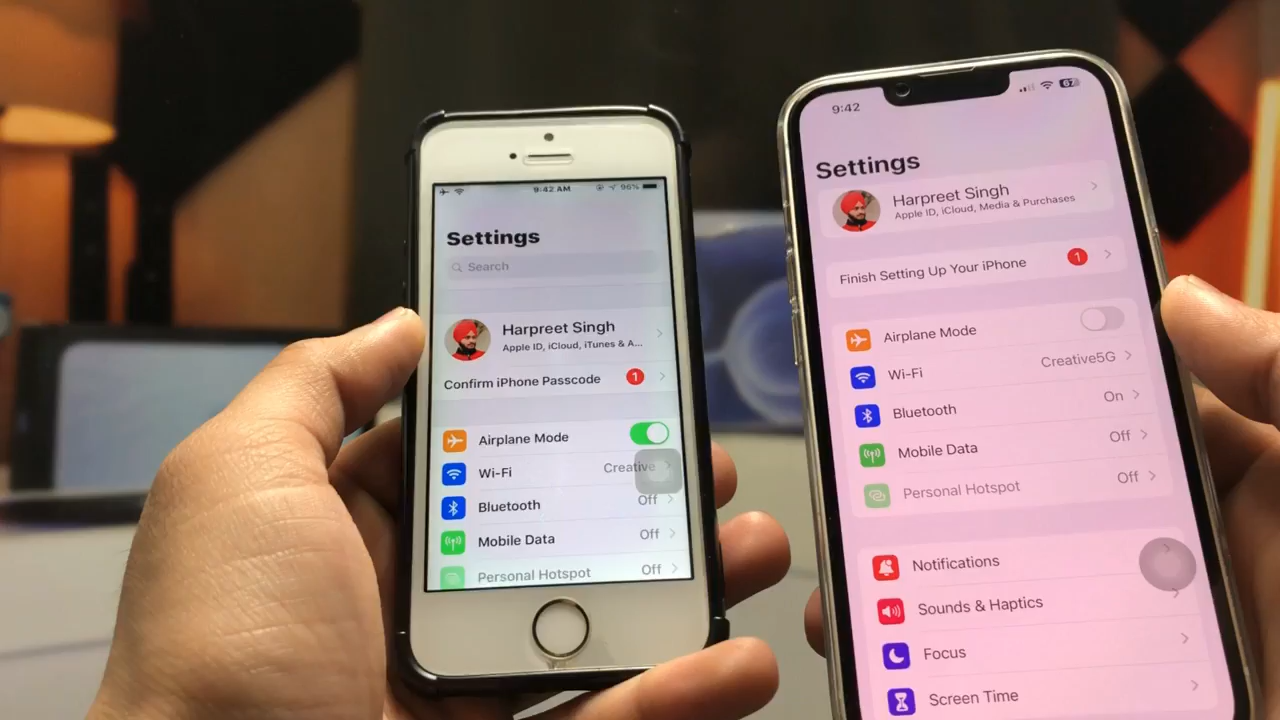 9:42 AM
96%
Settings
Search
Harpreet Singh
Apple ID, iCloud, iTunes & A...
Confirm iPhone Passcode
1
Airplane Mode
Wi-Fi
Creative
Bluetooth
Off
Mobile Data
Off
Personal Hotspot
Off
9:42
67
Settings
Harpreet Singh
Apple ID, iCloud, Media & Purchases
Finish Setting Up Your iPhone
1
Airplane Mode
Wi-Fi
Creative5G
Bluetooth
On
Mobile Data
Off
Personal Hotspot
Off
Notifications
Sounds & Haptics
Focus
Screen Time